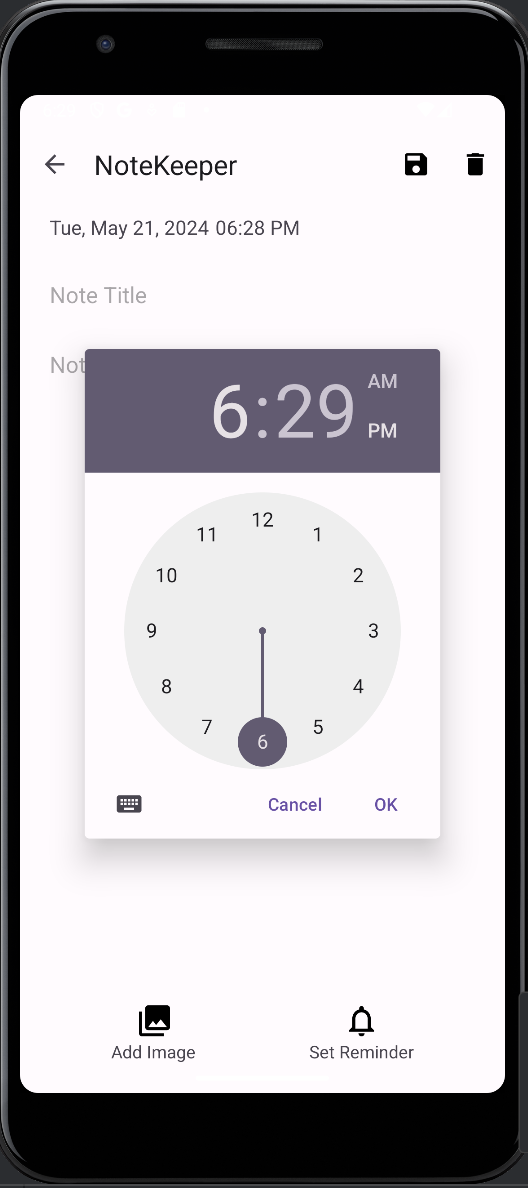 NoteKeeper
Tue, May 21, 2024 06:28 PM
Note Title
Not
6:29
AM
PM
12
1
2
3
4
5
6
7
8
9
10
11
Cancel
OK
Add Image
Set Reminder